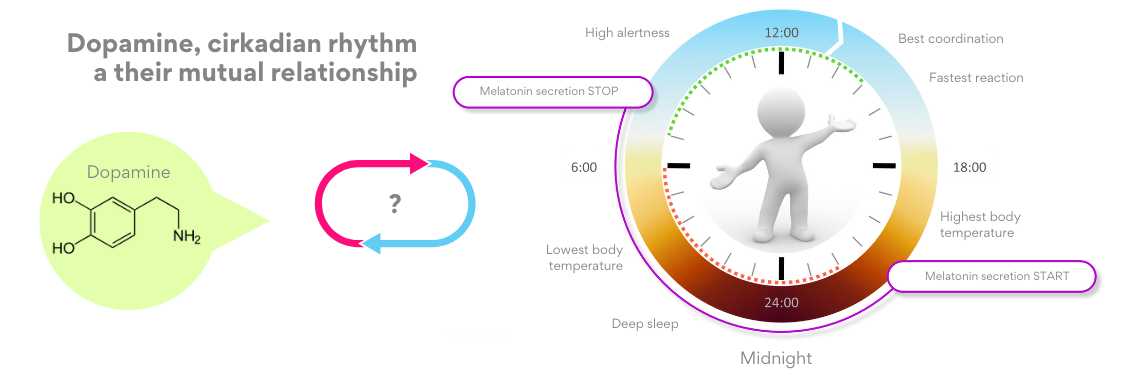 Dopamine, cirkadian rhythm
a their mutual relationship
Dopamine
HO
HO
NH2
?
High alertness
12:00
Best coordination
Fastest reaction
Melatonin secretion STOP
6:00
18:00
Highest body
temperature
Lowest body
temperature
Melatonin secretion START
24:00
Deep sleep
Midnight